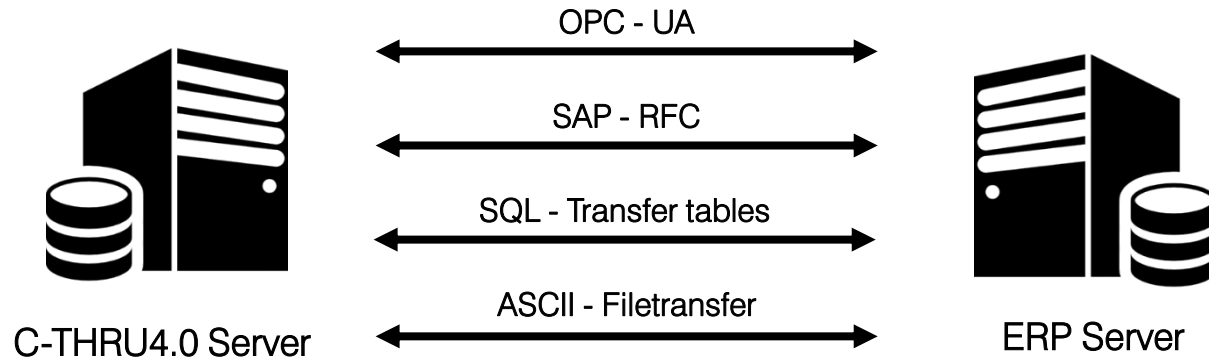 OPC - UA
SAP - RFC
SQL - Transfer tables
ASCII - Filetransfer
C-THRU4.0 Server
ERP Server